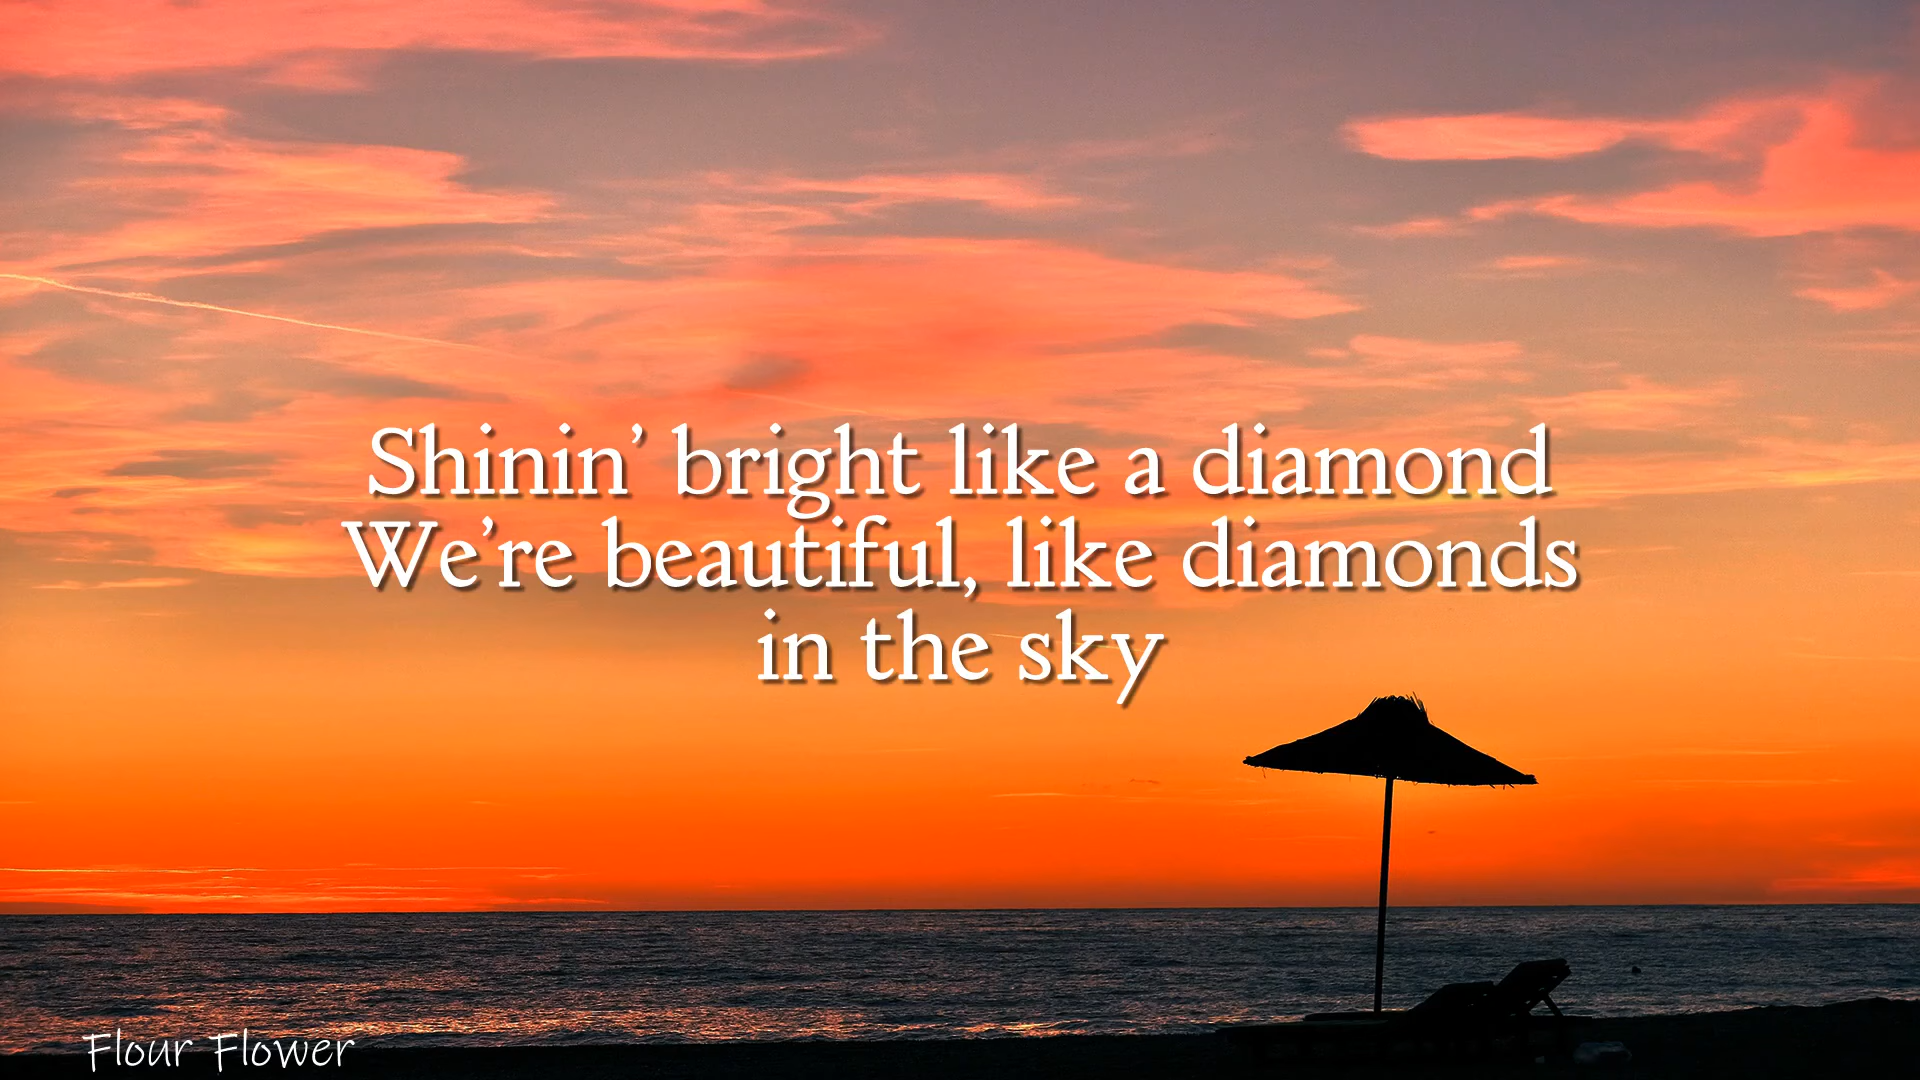 Shinin’ bright like a diamond
We’re beautiful, like diamonds
in the sky
Flour Flower